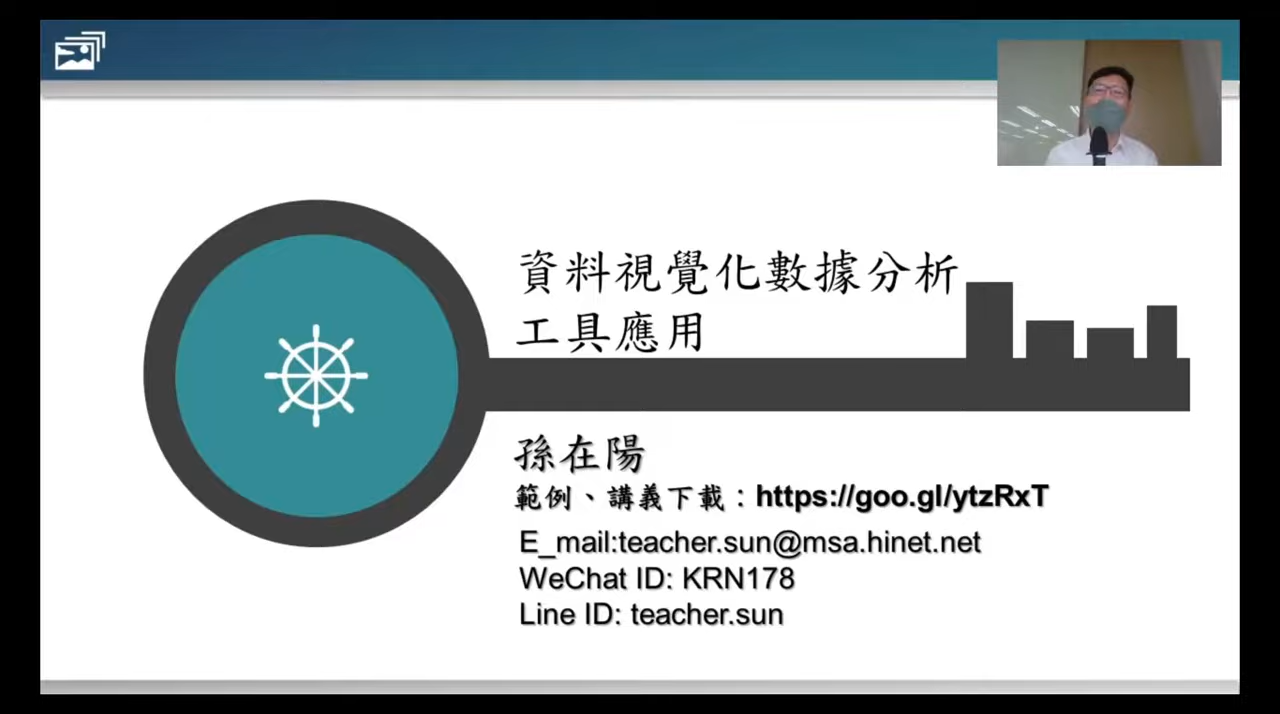 資料視覺化數據分析
工具應用
孫在陽
範例、講義下載：https://goo.gl/ytzRxT
E_mail:teacher.sun@msa.hinet.net
WeChat ID: KRN178
Line ID: teacher.sun